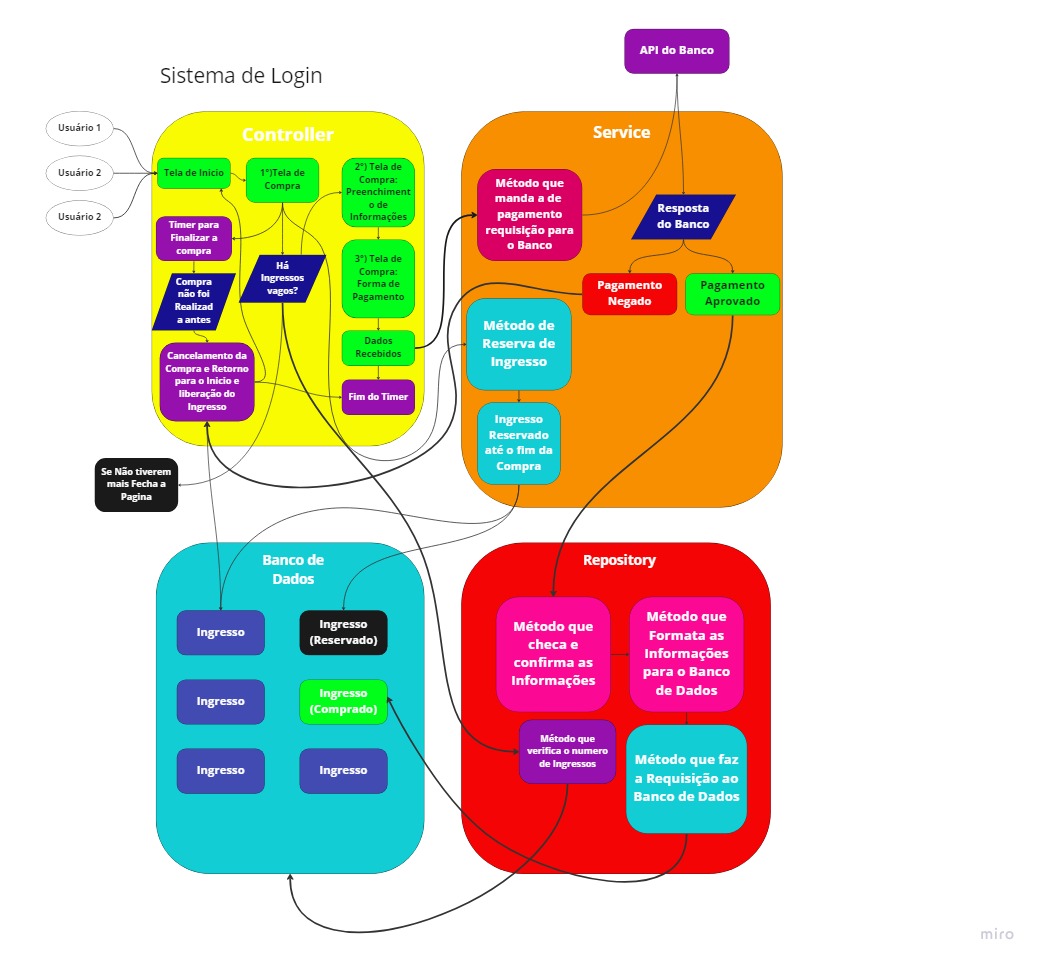 API do Banco
Sistema de Login
Usuário 1
Usuário 2
Usuário 2
Controller
Tela de Inicio
1º)Tela de
Compra
2º) Tela de
Compra:
Preenchiment
o de
Informações
Timer para
Finalizar a
compra
Compra
não foi
Realizad
a antes
Há
Ingressos
vagos?
3º) Tela de
Compra:
Forma de
Pagamento
Dados
Recebidos
Cancelamento da
Compra e Retorno
para o Inicio e
liberação do
Ingresso
Fim do Timer
Se Não tiverem
mais Fecha a
Pagina
Service
Método que
manda a de
pagamento
requisição para
o Banco
Resposta
do Banco
Pagamento
Negado
Pagamento
Aprovado
Método de
Reserva de
Ingresso
Ingresso
Reservado
até o fim da
Compra
Banco de
Dados
Ingresso
Ingresso
(Reservado)
Ingresso
Ingresso
(Comprado)
Ingresso
Ingresso
Repository
Método que
checa e
confirma as
Informações
Método que
Formata as
Informações
para o Banco
de Dados
Método que
verifica o numero
de Ingressos
Método que faz
a Requisição ao
Banco de Dados
miro